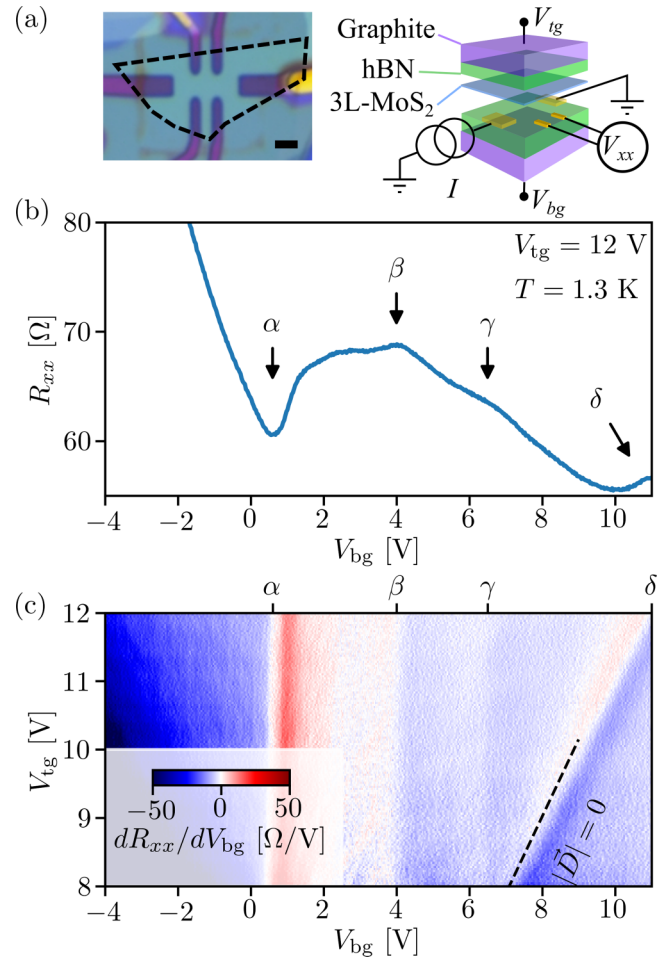 (a)
Graphite
hBN
3L-MoS₂
V_tg
V_xx
I
V_bg
(b)
80
70
60
R_xx [Ω]
V_tg = 12 V
T = 1.3 K
α
β
γ
δ
−4 −2 0 2 4 6 8 10
V_bg [V]
(c)
α β γ δ
12
11
10
9
8
V_tg [V]
−50 0 50
dR_xx/dV_bg [Ω/V]
|D⃗| = 0
−4 −2 0 2 4 6 8 10
V_bg [V]